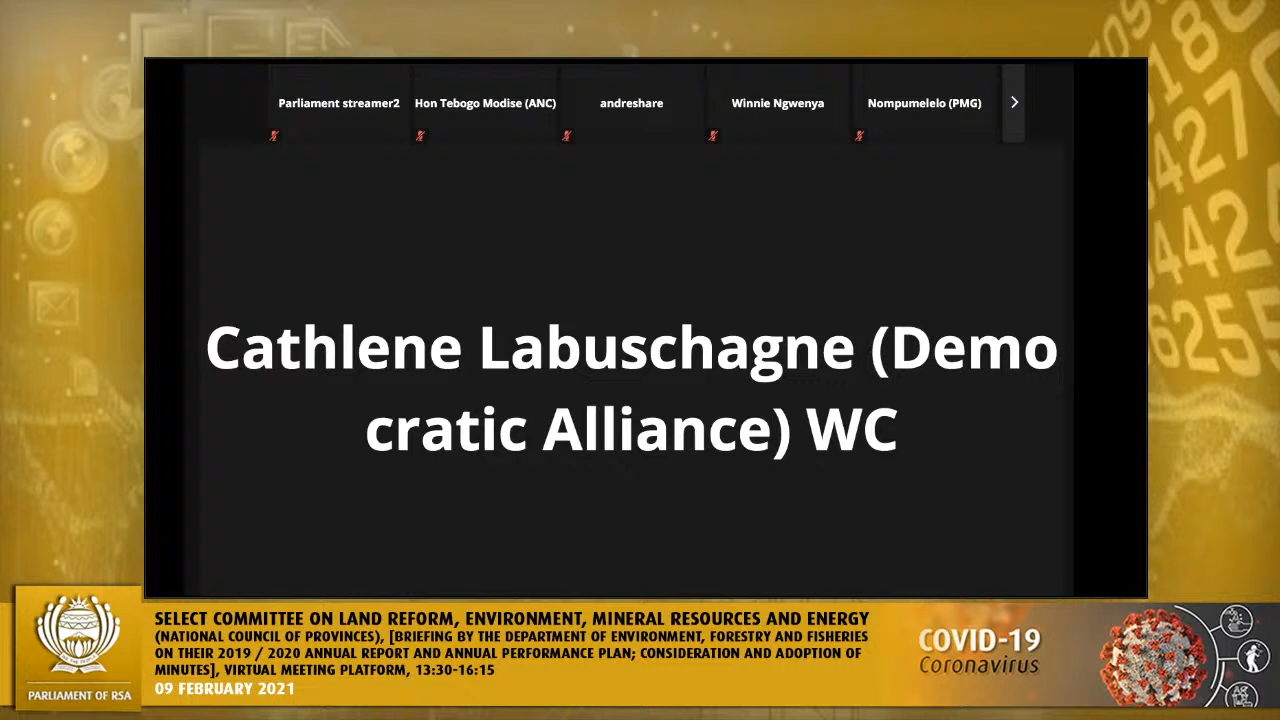 Parliament streamer2
Hon Tebogo Modise (ANC)
andreshare
Winnie Ngwenya
Nompumelelo (PMG)
Cathlene Labuschagne (Demo
cratic Alliance) WC
SELECT COMMITTEE ON LAND REFORM, ENVIRONMENT, MINERAL RESOURCES AND ENERGY
(NATIONAL COUNCIL OF PROVINCES), [BRIEFING BY THE DEPARTMENT OF ENVIRONMENT, FORESTRY AND FISHERIES
ON THEIR 2019 / 2020 ANNUAL REPORT AND ANNUAL PERFORMANCE PLAN; CONSIDERATION AND ADOPTION OF
MINUTES], VIRTUAL MEETING PLATFORM, 13:30-16:15
09 FEBRUARY 2021
PARLIAMENT OF RSA
COVID-19
Coronavirus